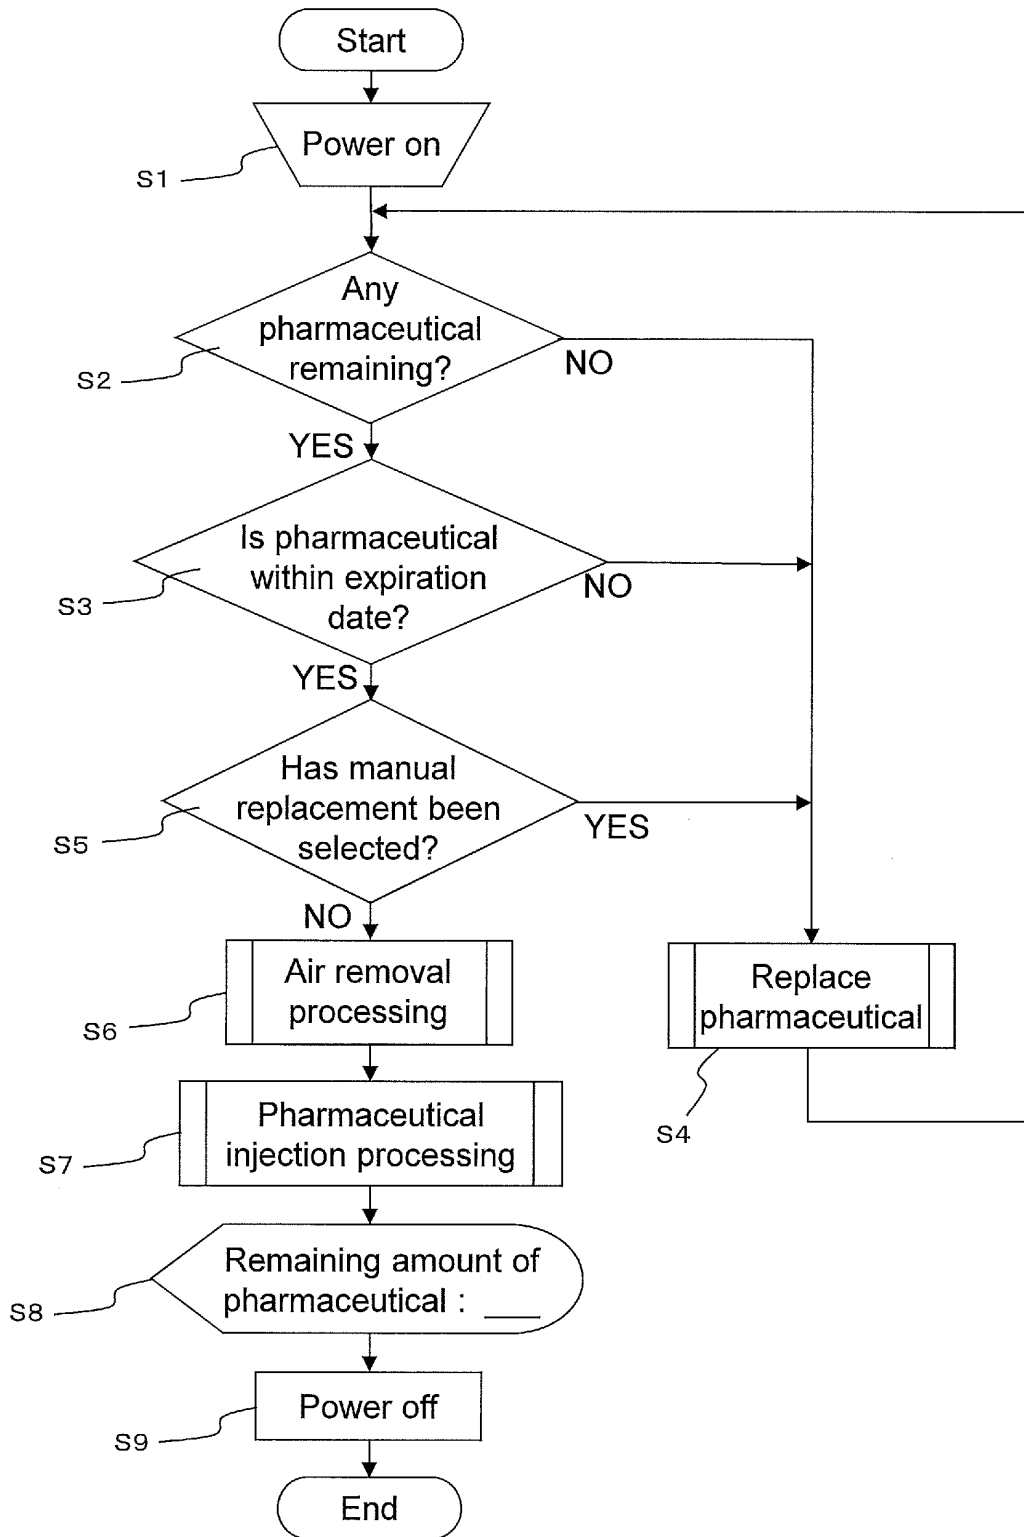 Start
Power on
S1
Any
pharmaceutical
remaining?
S2
NO
YES
Is pharmaceutical
within expiration
date?
S3
NO
YES
Has manual
replacement been
selected?
S5
YES
NO
Air removal
processing
S6
Replace
pharmaceutical
S4
Pharmaceutical
injection processing
S7
Remaining amount of
pharmaceutical : ___
S8
Power off
S9
End